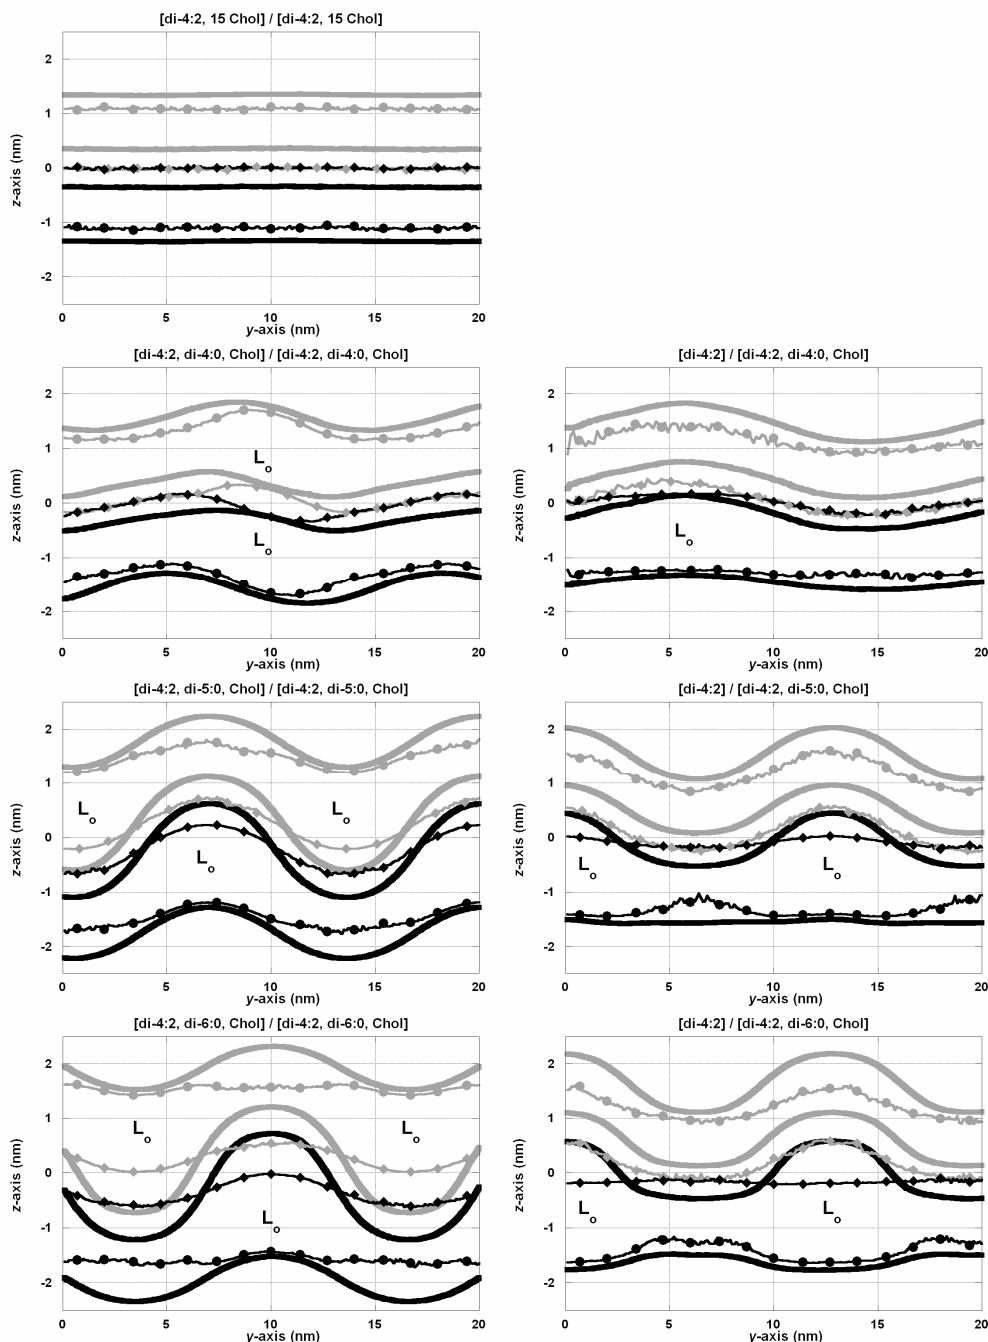 [di-4:2, 15 Chol] / [di-4:2, 15 Chol]
2
1
0
-1
-2
z-axis (nm)
0 5 10 15 20
y-axis (nm)
[di-4:2, di-4:0, Chol] / [di-4:2, di-4:0, Chol]
2
1
0
-1
-2
z-axis (nm)
Lo
Lo
0 5 10 15 20
y-axis (nm)
[di-4:2] / [di-4:2, di-4:0, Chol]
2
1
0
-1
-2
z-axis (nm)
Lo
0 5 10 15 20
y-axis (nm)
[di-4:2, di-5:0, Chol] / [di-4:2, di-5:0, Chol]
2
1
0
-1
-2
z-axis (nm)
Lo Lo
Lo
0 5 10 15 20
y-axis (nm)
[di-4:2] / [di-4:2, di-5:0, Chol]
2
1
0
-1
-2
z-axis (nm)
Lo Lo
0 5 10 15 20
y-axis (nm)
[di-4:2, di-6:0, Chol] / [di-4:2, di-6:0, Chol]
2
1
0
-1
-2
z-axis (nm)
Lo Lo
Lo
0 5 10 15 20
y-axis (nm)
[di-4:2] / [di-4:2, di-6:0, Chol]
2
1
0
-1
-2
z-axis (nm)
Lo Lo
0 5 10 15 20
y-axis (nm)